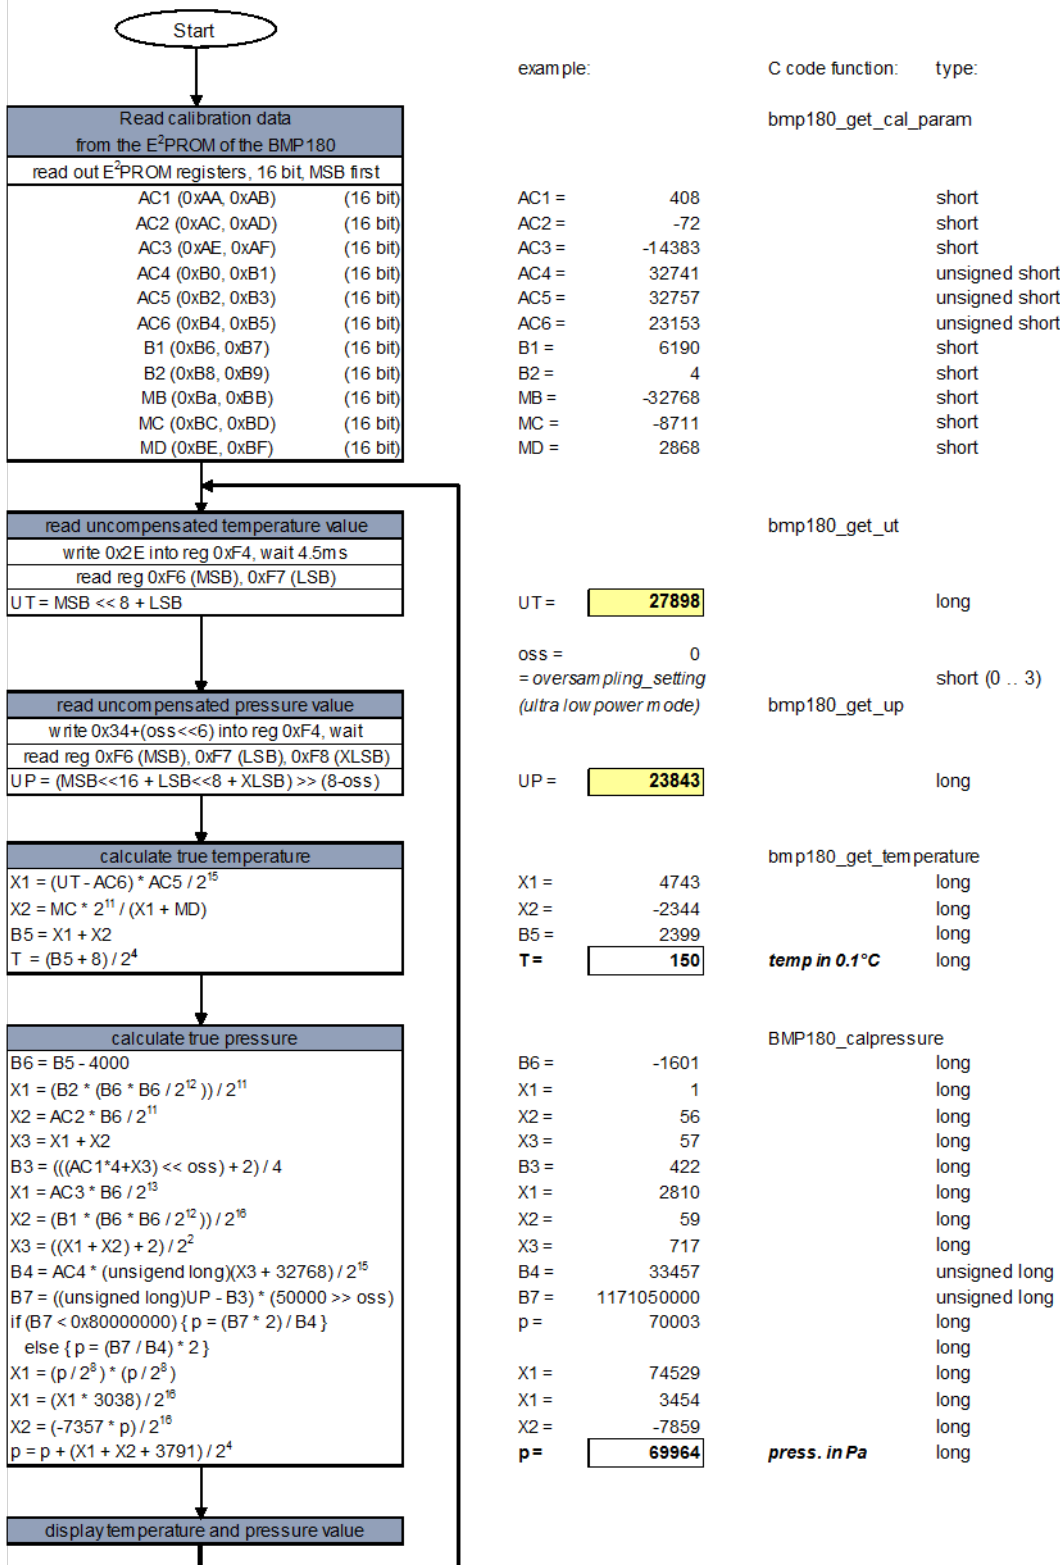 Start
example: C code function: type:
Read calibration data bmp180_get_cal_param
from the E²PROM of the BMP180
read out E²PROM registers, 16 bit, MSB first
AC1 (0xAA, 0xAB) (16 bit) AC1 = 408 short
AC2 (0xAC, 0xAD) (16 bit) AC2 = -72 short
AC3 (0xAE, 0xAF) (16 bit) AC3 = -14383 short
AC4 (0xB0, 0xB1) (16 bit) AC4 = 32741 unsigned short
AC5 (0xB2, 0xB3) (16 bit) AC5 = 32757 unsigned short
AC6 (0xB4, 0xB5) (16 bit) AC6 = 23153 unsigned short
B1 (0xB6, 0xB7) (16 bit) B1 = 6190 short
B2 (0xB8, 0xB9) (16 bit) B2 = 4 short
MB (0xBa, 0xBB) (16 bit) MB = -32768 short
MC (0xBC, 0xBD) (16 bit) MC = -8711 short
MD (0xBE, 0xBF) (16 bit) MD = 2868 short
read uncompensated temperature value bmp180_get_ut
write 0x2E into reg 0xF4, wait 4.5ms
read reg 0xF6 (MSB), 0xF7 (LSB)
UT = MSB << 8 + LSB UT = 27898 long
oss = 0
= oversampling_setting short (0 .. 3)
read uncompensated pressure value (ultra low power mode) bmp180_get_up
write 0x34+(oss<<6) into reg 0xF4, wait
read reg 0xF6 (MSB), 0xF7 (LSB), 0xF8 (XLSB)
UP = (MSB<<16 + LSB<<8 + XLSB) >> (8-oss) UP = 23843 long
calculate true temperature bmp180_get_temperature
X1 = (UT - AC6) * AC5 / 2¹⁵ X1 = 4743 long
X2 = MC * 2¹¹ / (X1 + MD) X2 = -2344 long
B5 = X1 + X2 B5 = 2399 long
T = (B5 + 8) / 2⁴ T = 150 temp in 0.1°C long
calculate true pressure BMP180_calpressure
B6 = B5 - 4000 B6 = -1601 long
X1 = (B2 * (B6 * B6 / 2¹² )) / 2¹¹ X1 = 1 long
X2 = AC2 * B6 / 2¹¹ X2 = 56 long
X3 = X1 + X2 X3 = 57 long
B3 = (((AC1*4+X3) << oss) + 2) / 4 B3 = 422 long
X1 = AC3 * B6 / 2¹³ X1 = 2810 long
X2 = (B1 * (B6 * B6 / 2¹²)) / 2¹⁶ X2 = 59 long
X3 = ((X1 + X2) + 2) / 2² X3 = 717 long
B4 = AC4 * (unsigend long)(X3 + 32768) / 2¹⁵ B4 = 33457 unsigned long
B7 = ((unsigned long)UP - B3) * (50000 >> oss) B7 = 1171050000 unsigned long
if (B7 < 0x80000000) { p = (B7 * 2) / B4 } p = 70003 long
else { p = (B7 / B4) * 2 } long
X1 = (p / 2⁸) * (p / 2⁸) X1 = 74529 long
X1 = (X1 * 3038) / 2¹⁶ X1 = 3454 long
X2 = (-7357 * p) / 2¹⁶ X2 = -7859 long
p = p + (X1 + X2 + 3791) / 2⁴ p = 69964 press. in Pa long
display temperature and pressure value